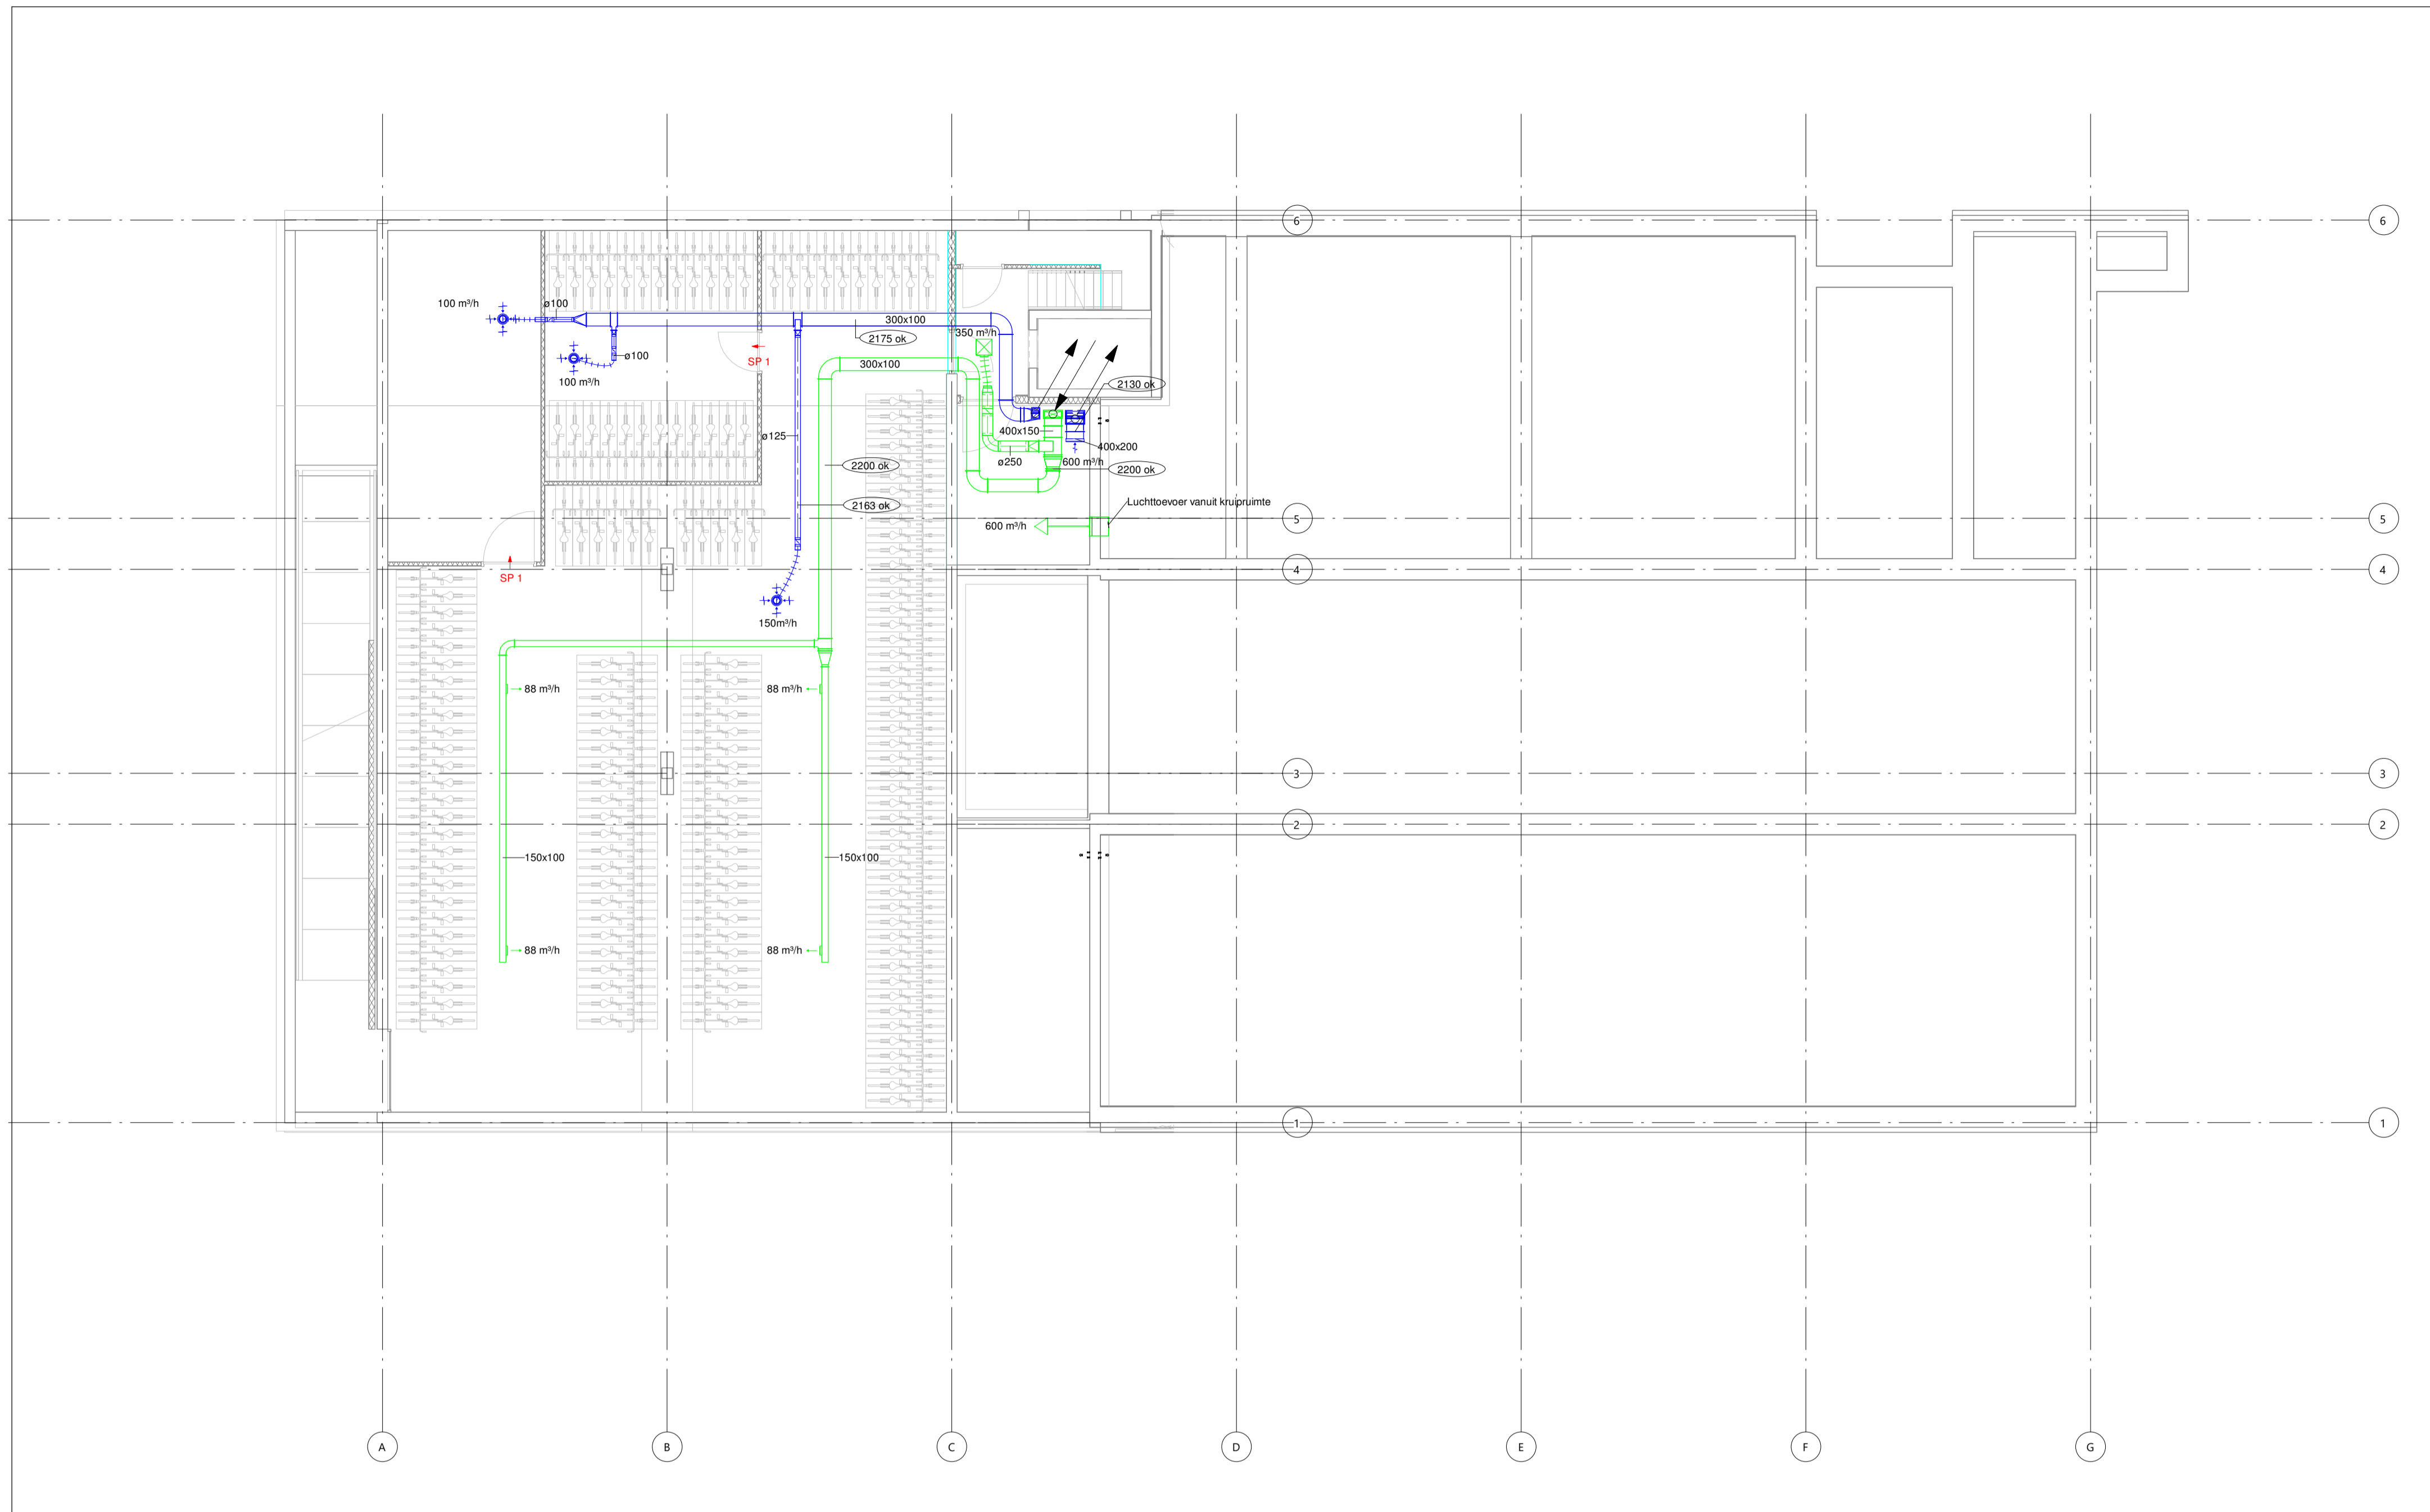 6
6
100 m³/h
ø100
300x100
350 m³/h
2175 ok
ø100
SP 1
300x100
100 m³/h
2130 ok
400x150
ø125
400x200
2200 ok
ø250
600 m³/h
2200 ok
2163 ok
Luchttoevoer vanuit kruipruimte
600 m³/h
5
5
4
4
SP 1
150m³/h
88 m³/h
88 m³/h
3
3
2
2
150x100
150x100
88 m³/h
88 m³/h
1
1
A
B
C
D
E
F
G